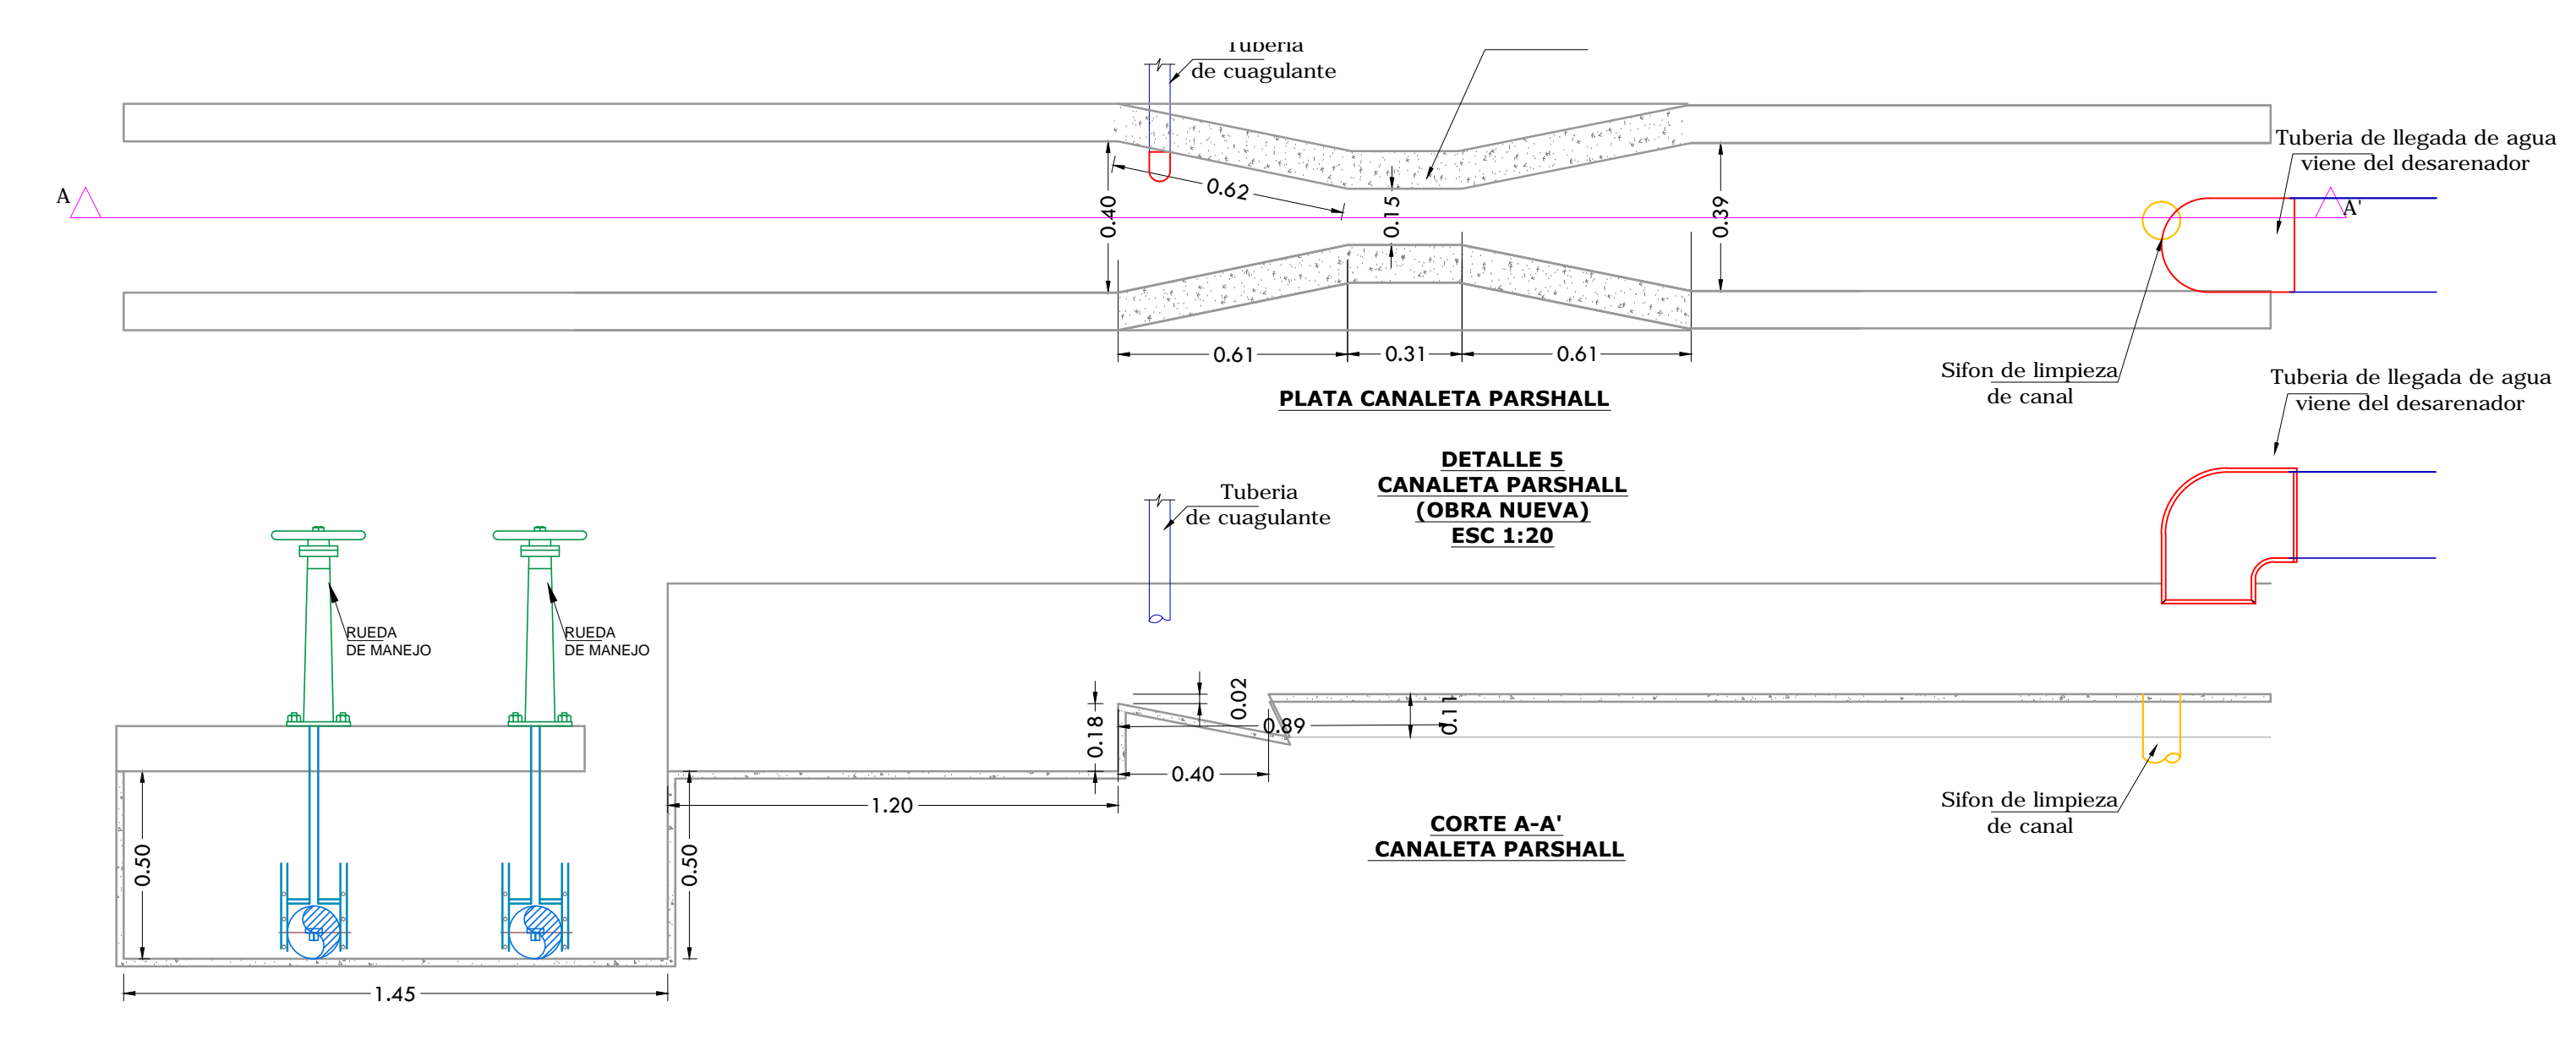 Tuberia
de cuagulante
Tuberia de llegada de agua
viene del desarenador
A
A'
0.62
0.40
0.15
0.39
0.61
0.31
0.61
Sifon de limpieza
de canal
PLATA CANALETA PARSHALL
Tuberia de llegada de agua
viene del desarenador
DETALLE 5
CANALETA PARSHALL
(OBRA NUEVA)
ESC 1:20
Tuberia
de cuagulante
RUEDA
DE MANEJO
RUEDA
DE MANEJO
0.02
0.18
0.89
0.11
0.40
1.20
Sifon de limpieza
de canal
CORTE A-A'
CANALETA PARSHALL
0.50
0.50
1.45